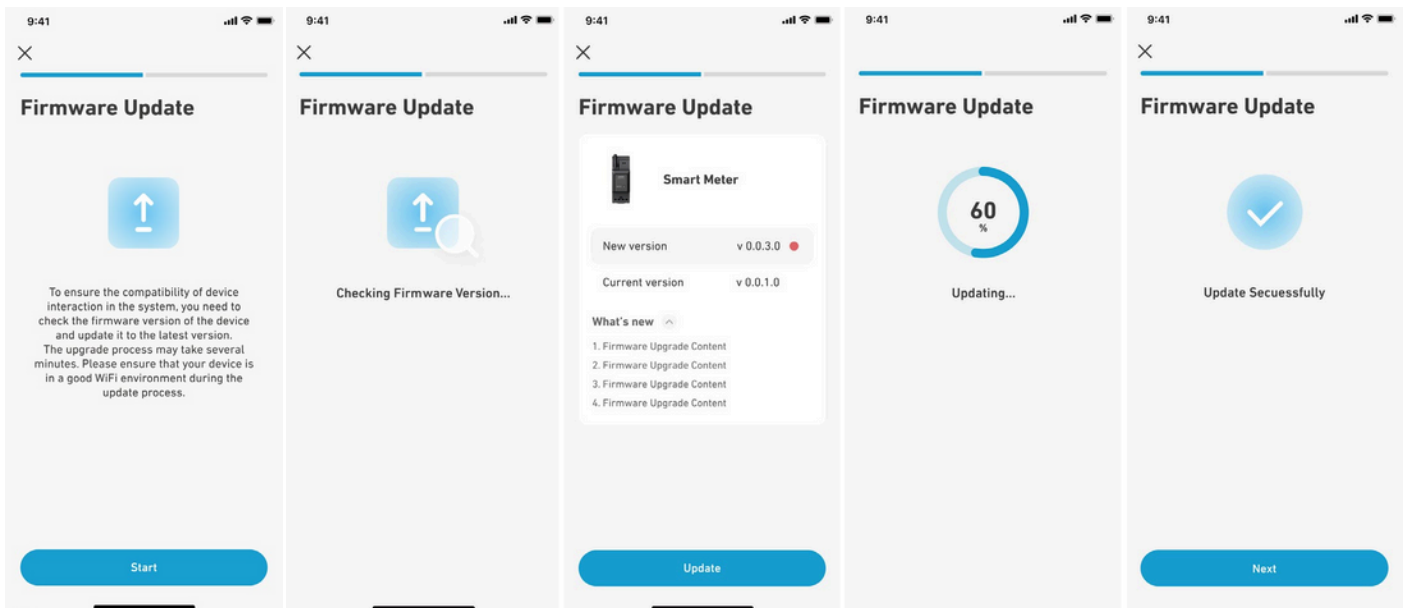 9:41
Firmware Update
To ensure the compatibility of device
interaction in the system, you need to
check the firmware version of the device
and update it to the latest version.
The upgrade process may take several
minutes. Please ensure that your device is
in a good WiFi environment during the
update process.
Start
9:41
Firmware Update
Checking Firmware Version...
9:41
Firmware Update
Smart Meter
New version v 0.0.3.0
Current version v 0.0.1.0
What's new
1. Firmware Upgrade Content
2. Firmware Upgrade Content
3. Firmware Upgrade Content
4. Firmware Upgrade Content
Update
9:41
Firmware Update
60
%
Updating...
9:41
Firmware Update
Update Secuessfully
Next